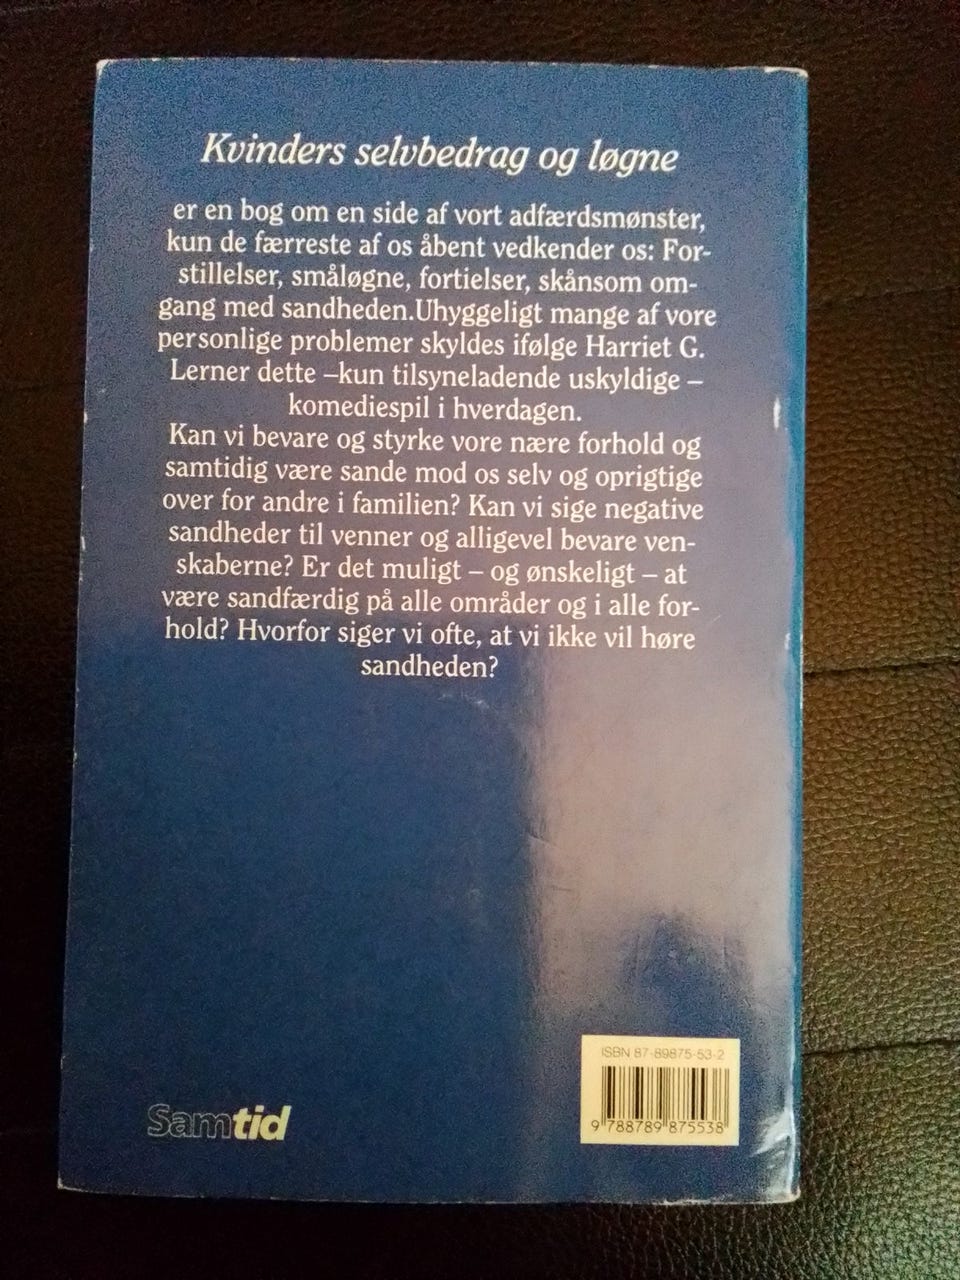 Kvinders selvbedrag og løgne
er en bog om en side af vort adfærdsmønster,
kun de færreste af os åbent vedkender os: For-
stillelser, småløgne, fortielser, skånsom om-
gang med sandheden.Uhyggeligt mange af vore
personlige problemer skyldes ifølge Harriet G.
Lerner dette –kun tilsyneladende uskyldige –
komediespil i hverdagen.
Kan vi bevare og styrke vore nære forhold og
samtidig være sande mod os selv og oprigtige
over for andre i familien? Kan vi sige negative
sandheder til venner og alligevel bevare ven-
skaberne? Er det muligt – og ønskeligt – at
være sandfærdig på alle områder og i alle for-
hold? Hvorfor siger vi ofte, at vi ikke vil høre
sandheden?
ISBN 87-89875-53-2
9 788789 875538
Samtid